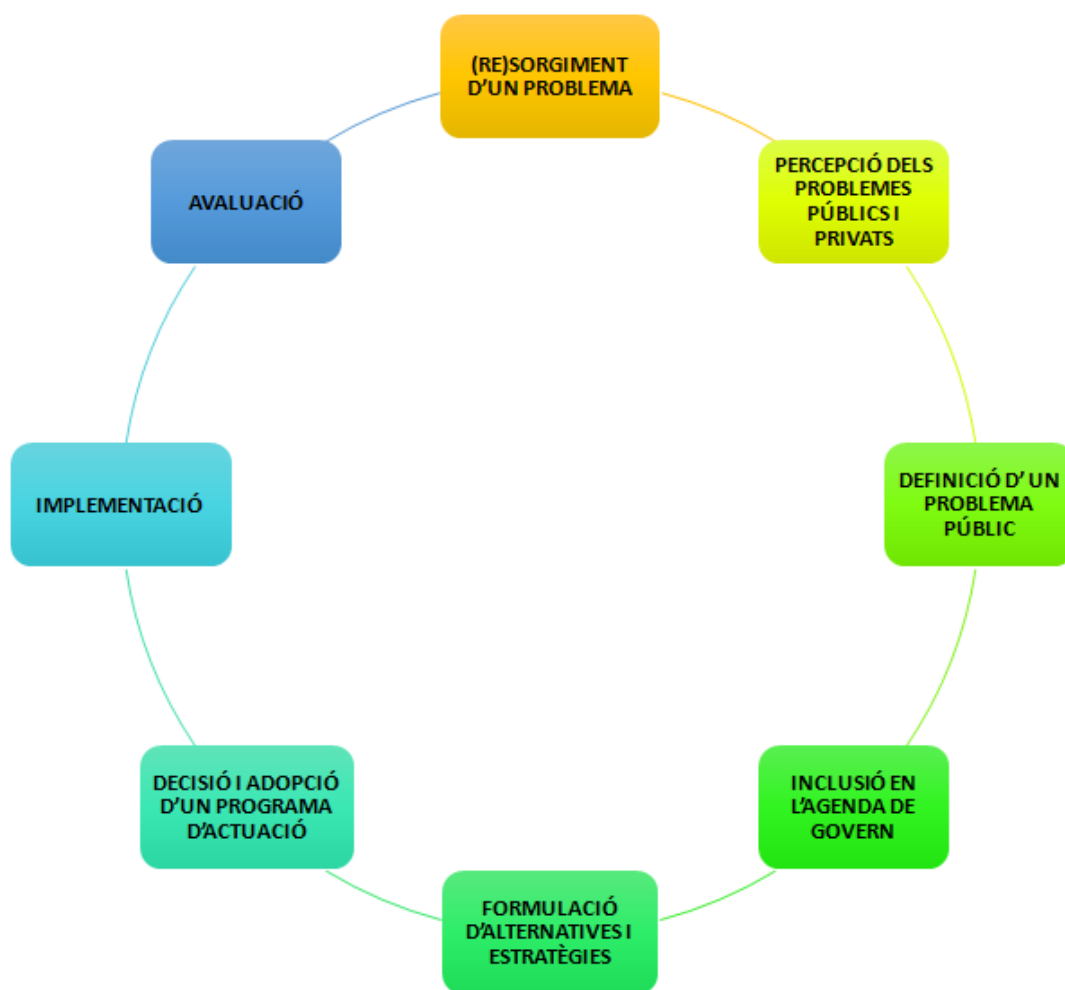 (RE)SORGIMENT
D'UN PROBLEMA
PERCEPCIÓ DELS
PROBLEMES
PÚBLICS I
PRIVATS
DEFINICIÓ D' UN
PROBLEMA
PÚBLIC
INCLUSIÓ EN
L'AGENDA DE
GOVERN
FORMULACIÓ
D'ALTERNATIVES I
ESTRATÈGIES
DECISIÓ I ADOPCIÓ
D'UN PROGRAMA
D'ACTUACIÓ
IMPLEMENTACIÓ
AVALUACIÓ